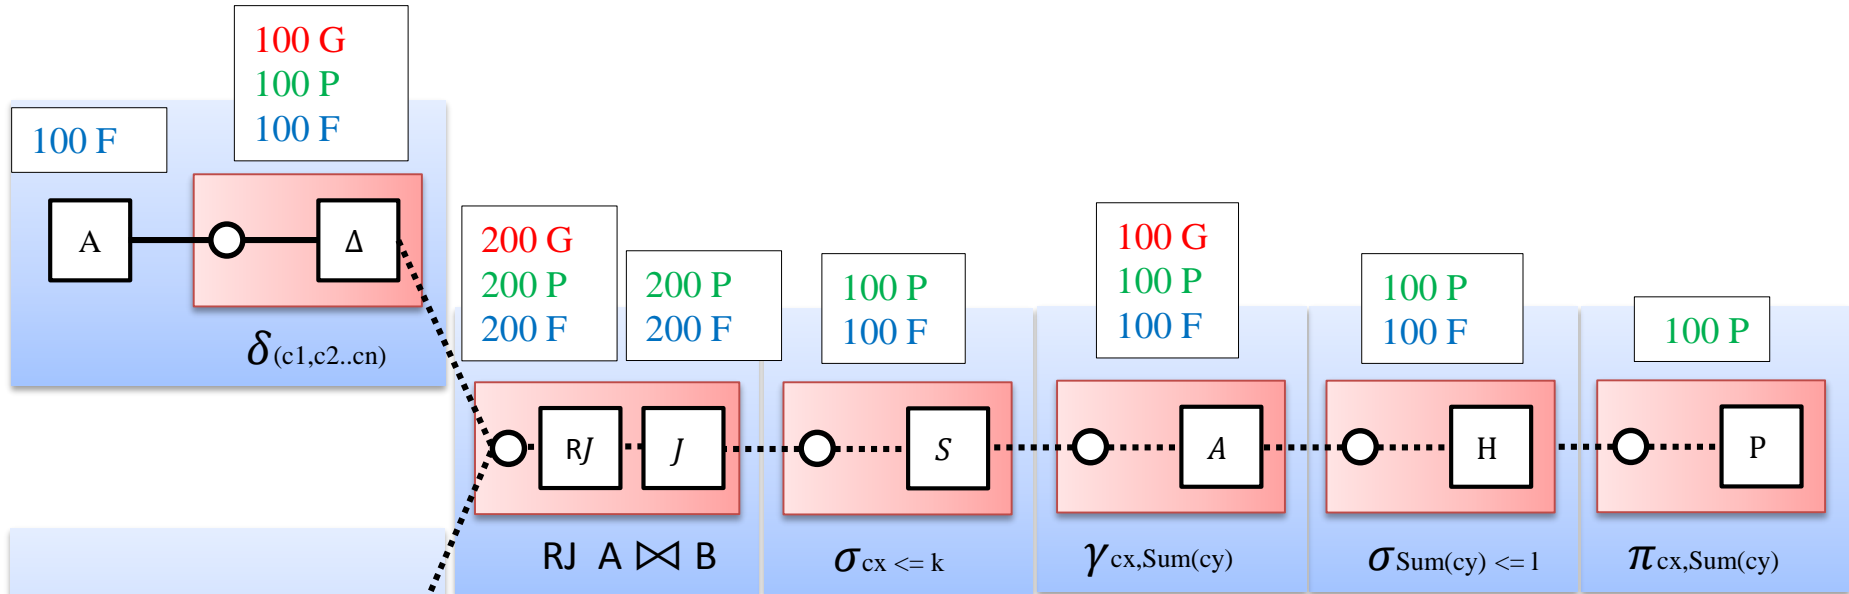 100 G
100 P
100 F
100 F
A
Δ
δ(c1,c2..cn)
200 G
200 P
200 F
200 P
200 F
100 P
100 F
100 G
100 P
100 F
100 P
100 F
100 P
RJ
J
S
A
H
P
RJ A ⋈ B
σcx <= k
γcx,Sum(cy)
σSum(cy) <= l
πcx,Sum(cy)